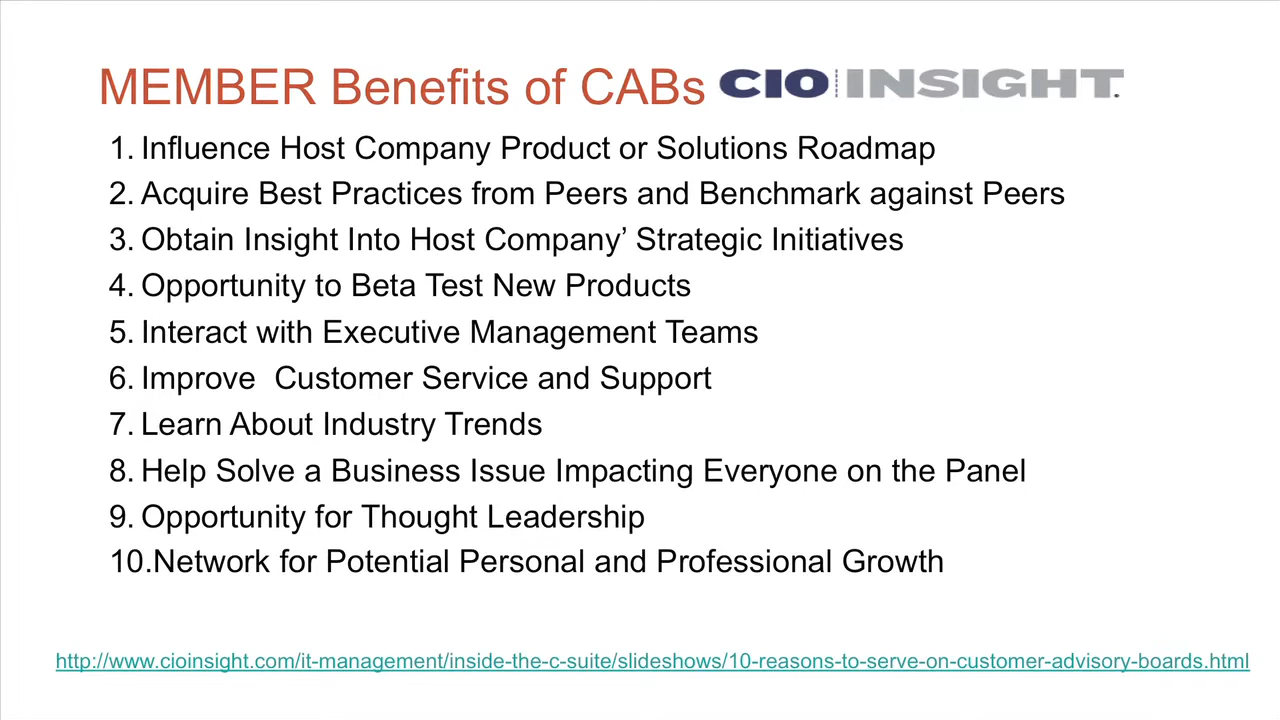 MEMBER Benefits of CABs CIO INSIGHT.
1. Influence Host Company Product or Solutions Roadmap
2. Acquire Best Practices from Peers and Benchmark against Peers
3. Obtain Insight Into Host Company’ Strategic Initiatives
4. Opportunity to Beta Test New Products
5. Interact with Executive Management Teams
6. Improve  Customer Service and Support
7. Learn About Industry Trends
8. Help Solve a Business Issue Impacting Everyone on the Panel
9. Opportunity for Thought Leadership
10.Network for Potential Personal and Professional Growth
http://www.cioinsight.com/it-management/inside-the-c-suite/slideshows/10-reasons-to-serve-on-customer-advisory-boards.html